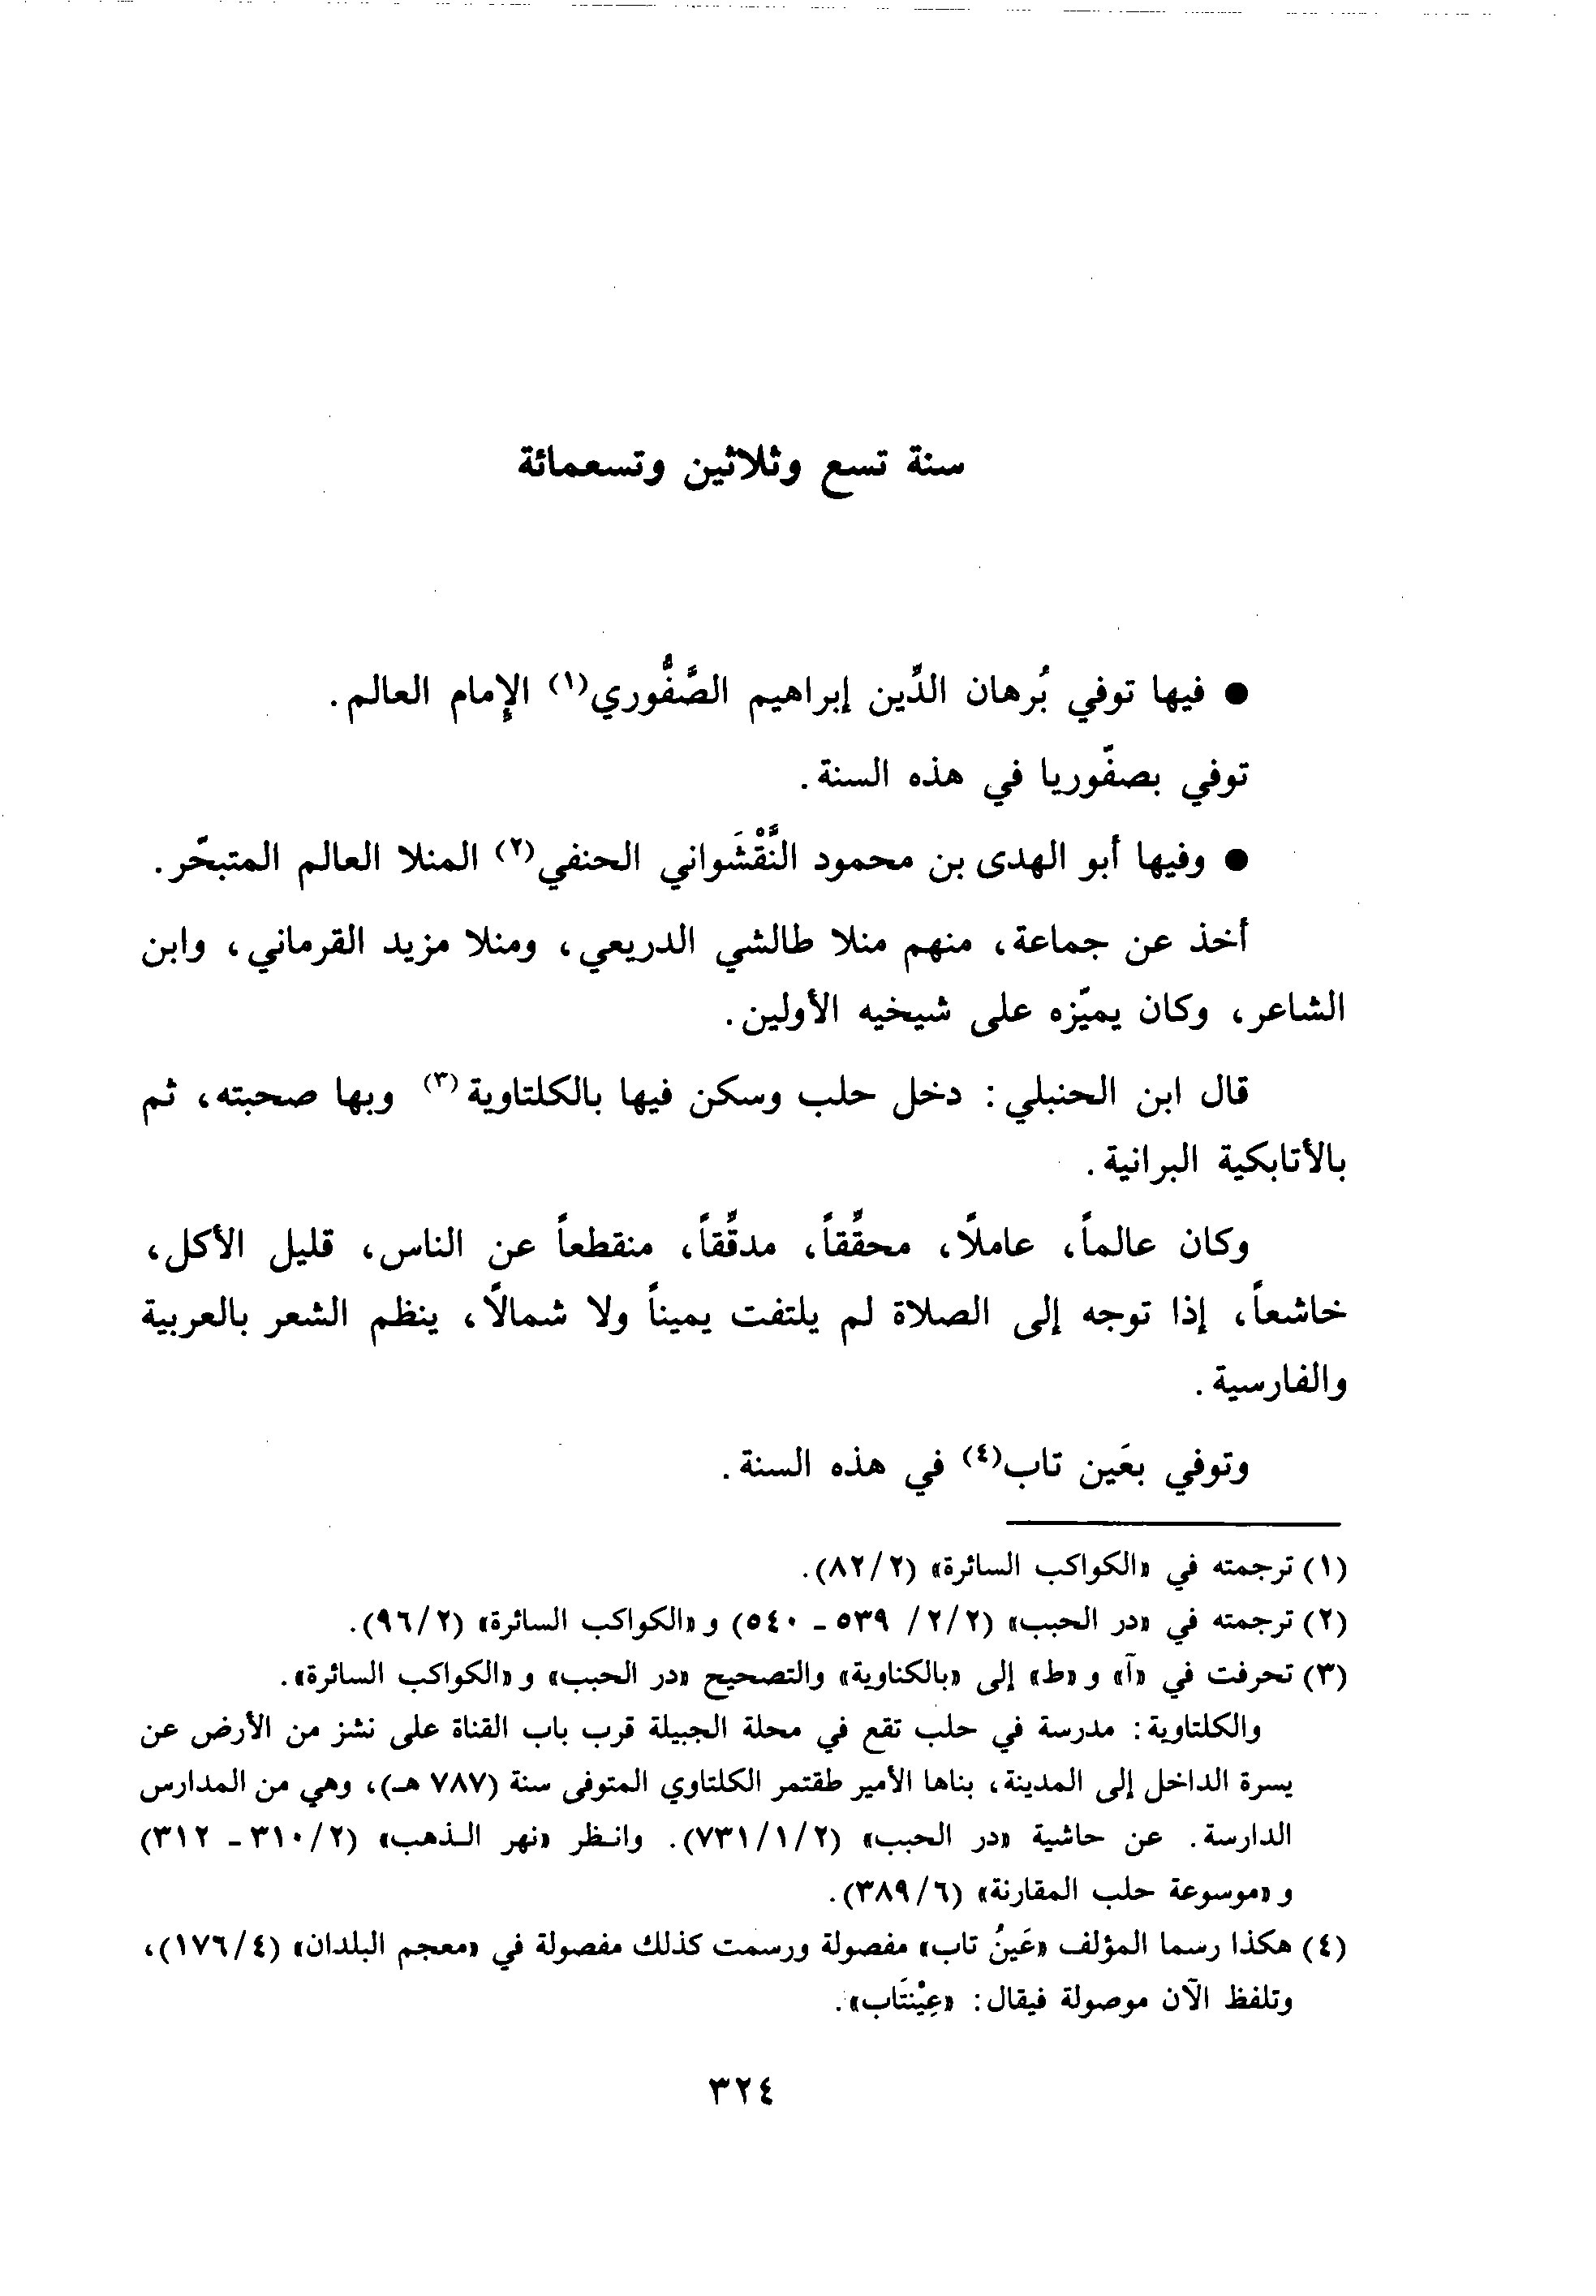 سنة تسع وثلاثين وتسعمائة
● فيها توفي بُرهان الدِّين إبراهيم الصَّفُّوري(١) الإِمام العالم.
توفي بصفّوريا في هذه السنة.
● وفيها أبو الهدى بن محمود النَّقْشَواني الحنفي(٢) المنلا العالم المتبحّر.
أخذ عن جماعة، منهم منلا طالشي الدريعي، ومنلا مزيد القرماني، وابن
الشاعر، وكان يميّزه على شيخيه الأولين.
قال ابن الحنبلي: دخل حلب وسكن فيها بالكلتاوية(٣) وبها صحبته، ثم
بالأتابكية البرانية.
وكان عالماً، عاملاً، محقِّقاً، مدقِّقاً، منقطعاً عن الناس، قليل الأكل،
خاشعاً، إذا توجه إلى الصلاة لم يلتفت يميناً ولا شمالاً، ينظم الشعر بالعربية
والفارسية.
وتوفي بعَين تاب(٤) في هذه السنة.
(١) ترجمته في «الكواكب السائرة» (٨٢/٢).
(٢) ترجمته في «در الحبب» (٢/٢/ ٥٣٩ ـ ٥٤٠) و«الكواكب السائرة» (٩٦/٢).
(٣) تحرفت في «آ» و«ط» إلى «بالكناوية» والتصحيح «در الحبب» و«الكواكب السائرة».
والكلتاوية: مدرسة في حلب تقع في محلة الجبيلة قرب باب القناة على نشز من الأرض عن
يسرة الداخل إلى المدينة، بناها الأمير طقتمر الكلتاوي المتوفى سنة (٧٨٧ هـ)، وهي من المدارس
الدارسة. عن حاشية «در الحبب» (٧٣١/١/٢). وانظر «نهر الذهب» (٣١٠/٢ ـ ٣١٢)
و«موسوعة حلب المقارنة» (٣٨٩/٦).
(٤) هكذا رسما المؤلف «عَينُ تاب» مفصولة ورسمت كذلك مفصولة في «معجم البلدان» (١٧٦/٤)،
وتلفظ الآن موصولة فيقال: «عِيْنَتَاب».
٣٢٤